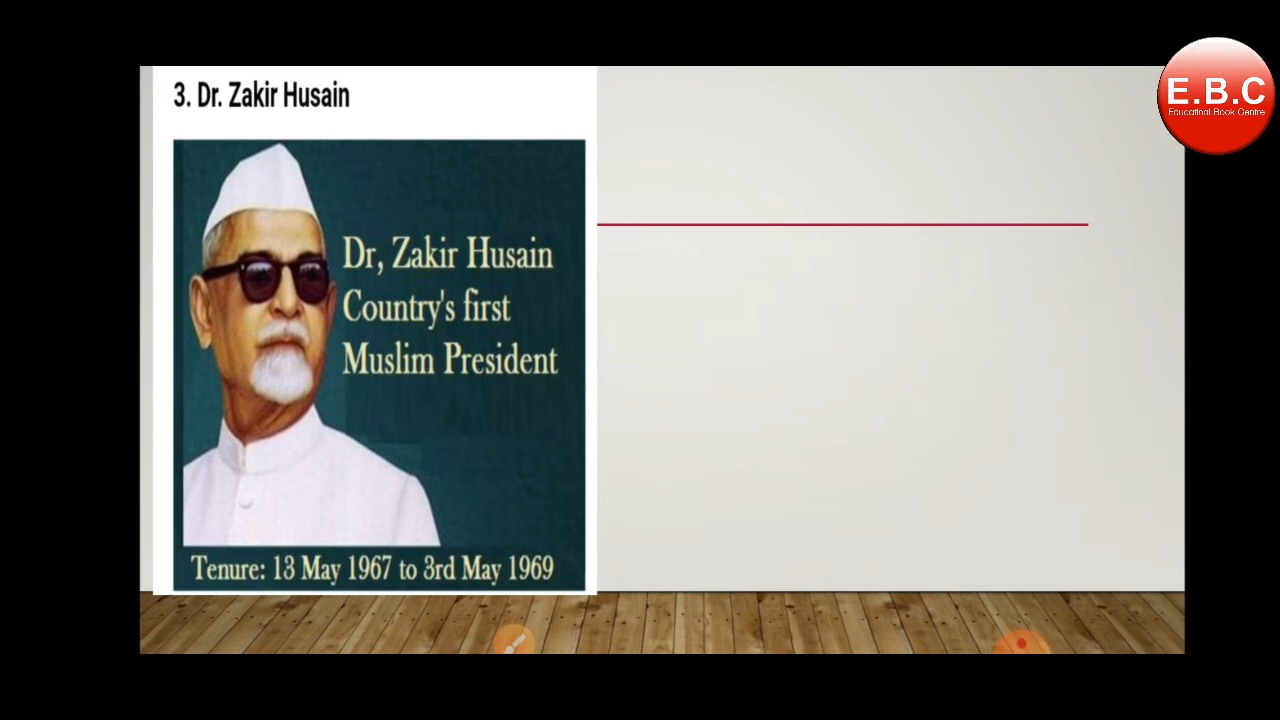 3. Dr. Zakir Husain
Dr, Zakir Husain
Country's first
Muslim President
Tenure: 13 May 1967 to 3rd May 1969
E.B.C
Educatinal Book Centre